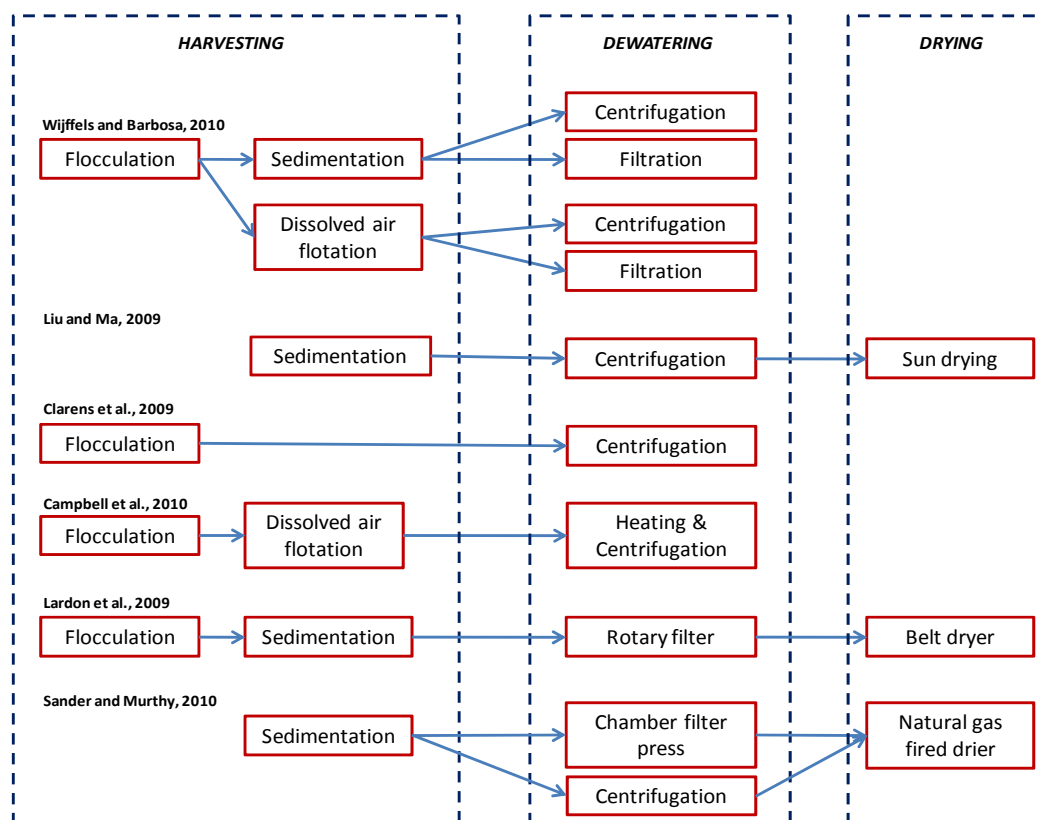 HARVESTING
DEWATERING
DRYING
Wijffels and Barbosa, 2010
Flocculation
Sedimentation
Centrifugation
Filtration
Dissolved air
flotation
Centrifugation
Filtration
Liu and Ma, 2009
Sedimentation
Centrifugation
Sun drying
Clarens et al., 2009
Flocculation
Centrifugation
Campbell et al., 2010
Flocculation
Dissolved air
flotation
Heating &
Centrifugation
Lardon et al., 2009
Flocculation
Sedimentation
Rotary filter
Belt dryer
Sander and Murthy, 2010
Sedimentation
Chamber filter
press
Centrifugation
Natural gas
fired drier